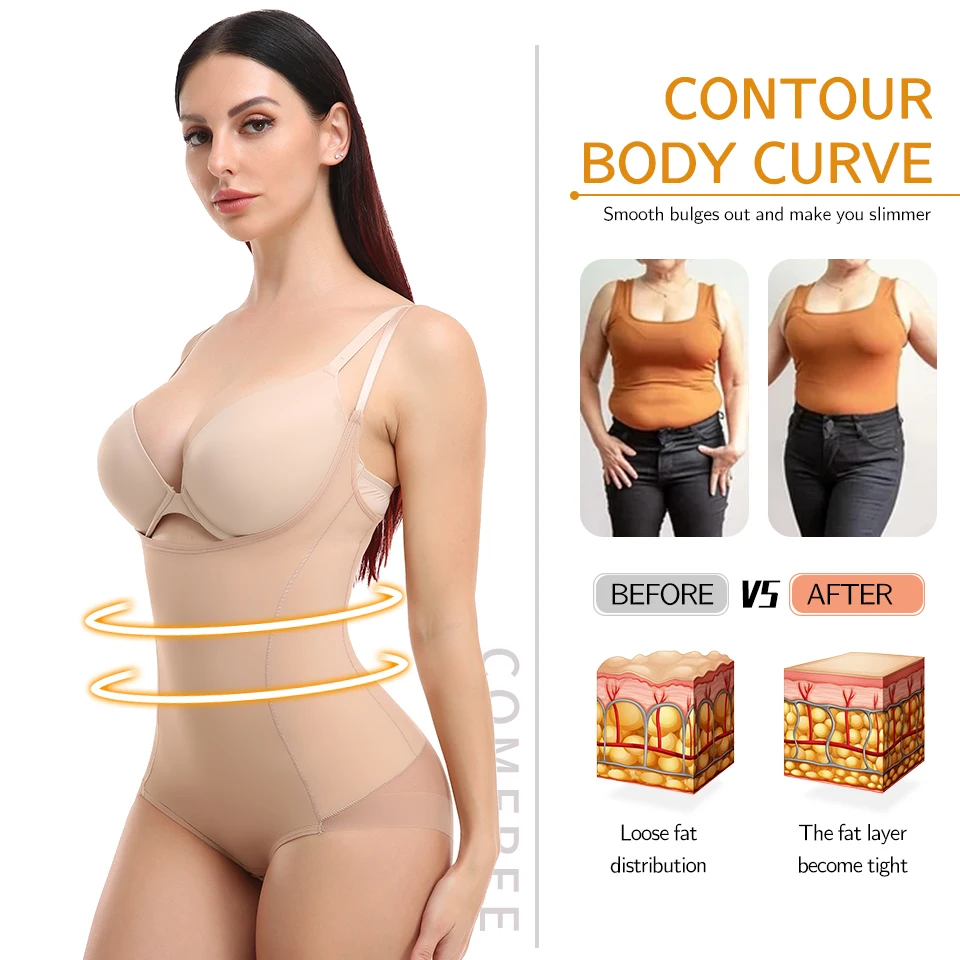 CONTOUR
BODY CURVE
Smooth bulges out and make you slimmer
BEFORE VS AFTER
Loose fat
distribution
The fat layer
become tight
COMFREE